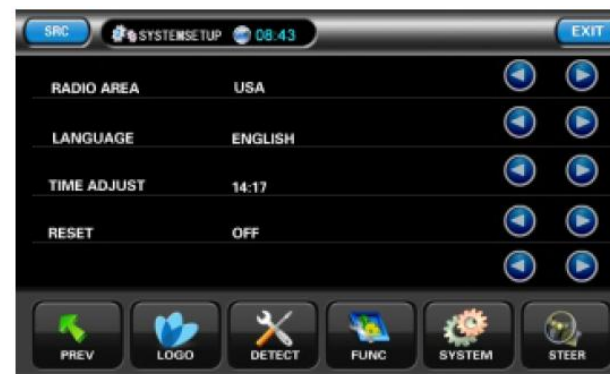 SRC SYSTEMSETUP 08:43 EXIT
RADIO AREA USA
LANGUAGE ENGLISH
TIME ADJUST 14:17
RESET OFF
PREV LOGO DETECT FUNC SYSTEM STEER